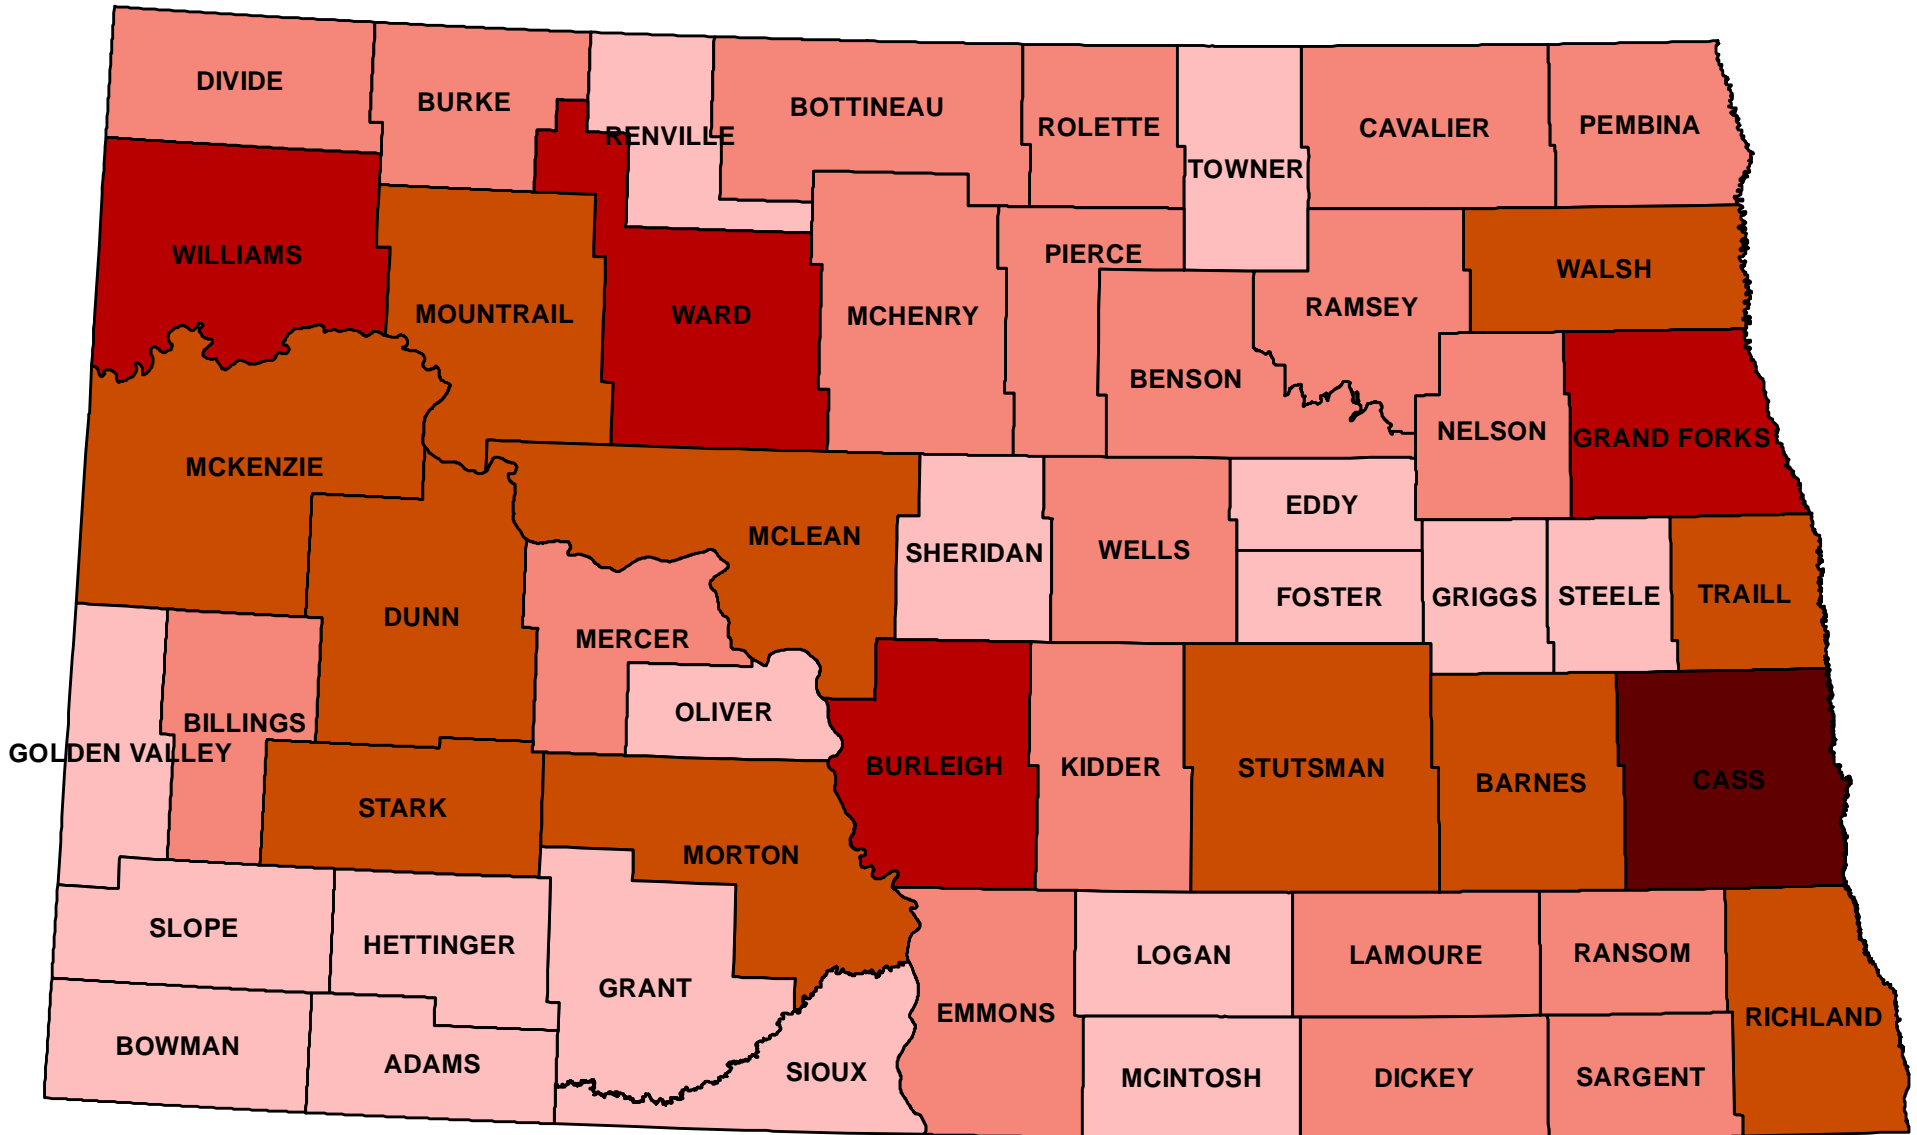 DIVIDE
BURKE
RENVILLE
BOTTINEAU
ROLETTE
TOWNER
CAVALIER
PEMBINA
WILLIAMS
MOUNTRAIL
WARD
MCHENRY
PIERCE
BENSON
RAMSEY
WALSH
NELSON
GRAND FORKS
MCKENZIE
DUNN
MCLEAN
MERCER
SHERIDAN
WELLS
EDDY
FOSTER
GRIGGS
STEELE
TRAILL
GOLDEN VALLEY
BILLINGS
OLIVER
STARK
MORTON
BURLEIGH
KIDDER
STUTSMAN
BARNES
CASS
SLOPE
HETTINGER
GRANT
EMMONS
LOGAN
LAMOURE
RANSOM
RICHLAND
BOWMAN
ADAMS
SIOUX
MCINTOSH
DICKEY
SARGENT